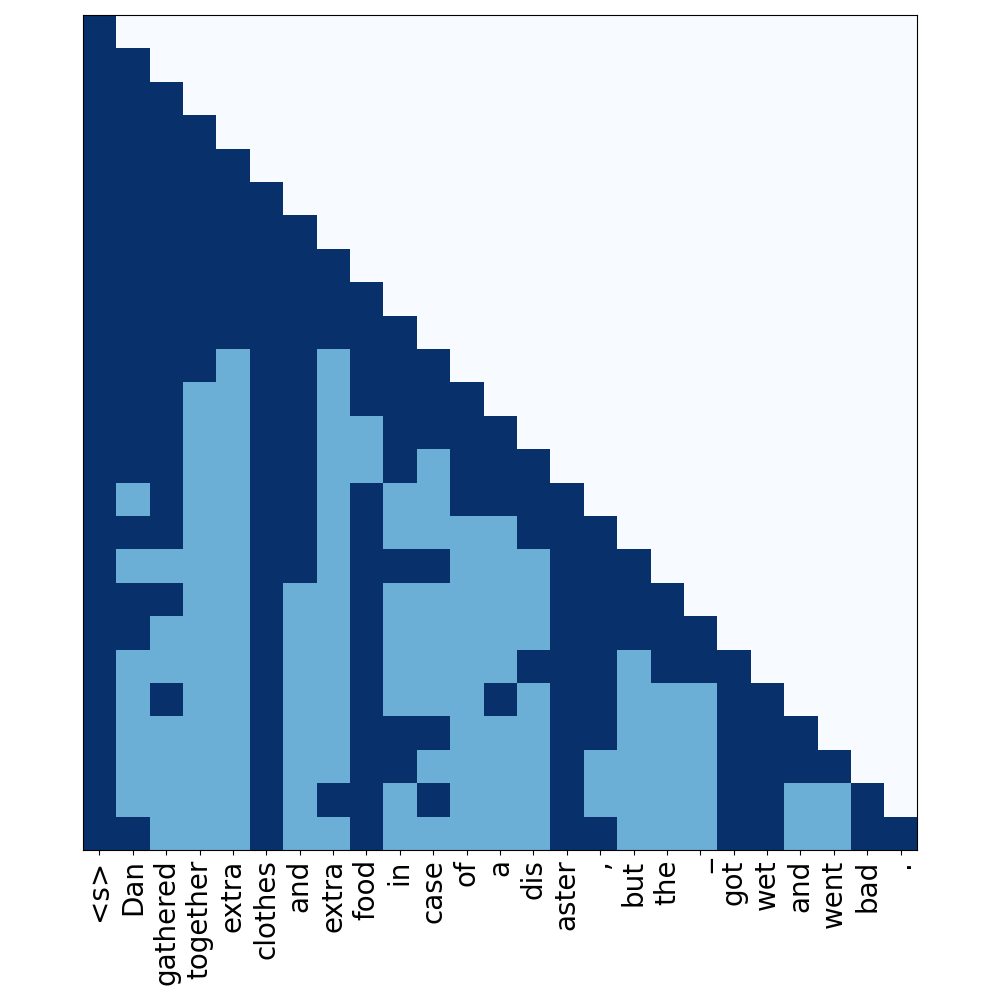 <s>
Dan
gathered
together
extra
clothes
and
extra
food
in
case
of
a
dis
aster
,
but
the
_
got
wet
and
went
bad
.